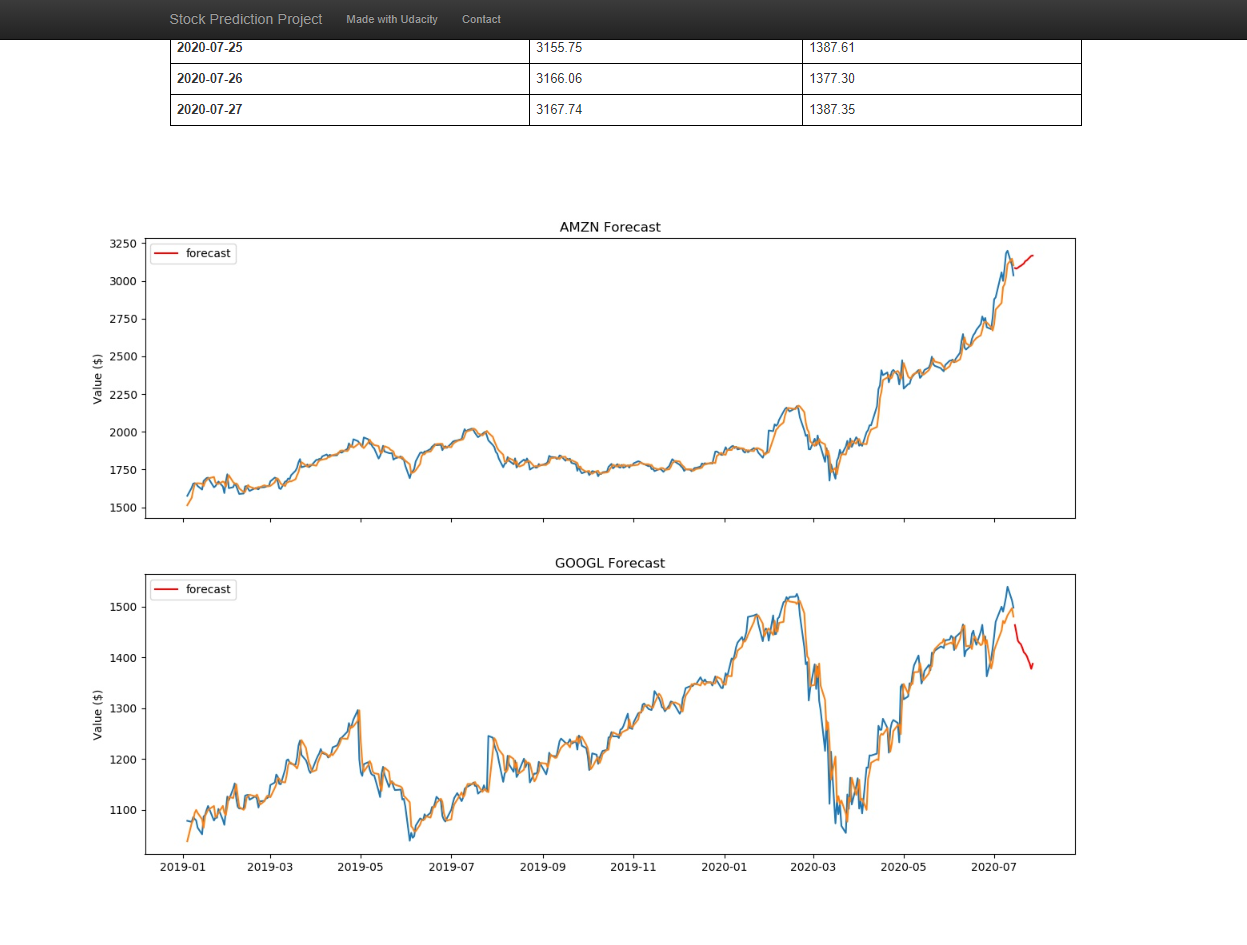 Stock Prediction Project Made with Udacity Contact
2020-07-25 3155.75 1387.61
2020-07-26 3166.06 1377.30
2020-07-27 3167.74 1387.35
AMZN Forecast
forecast
Value ($)
3250
3000
2750
2500
2250
2000
1750
1500
GOOGL Forecast
forecast
Value ($)
1500
1400
1300
1200
1100
2019-01 2019-03 2019-05 2019-07 2019-09 2019-11 2020-01 2020-03 2020-05 2020-07